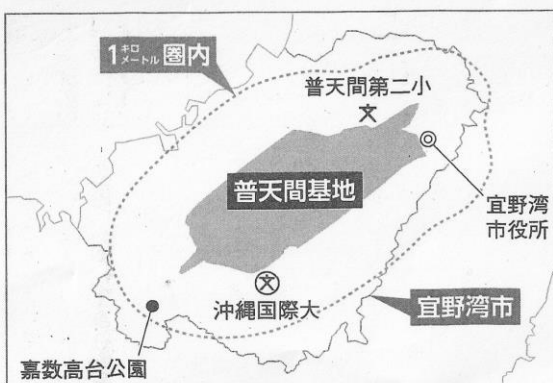 1キロメートル圏内
普天間第二小
文
普天間基地
宜野湾
市役所
文
沖縄国際大
宜野湾市
嘉数高台公園